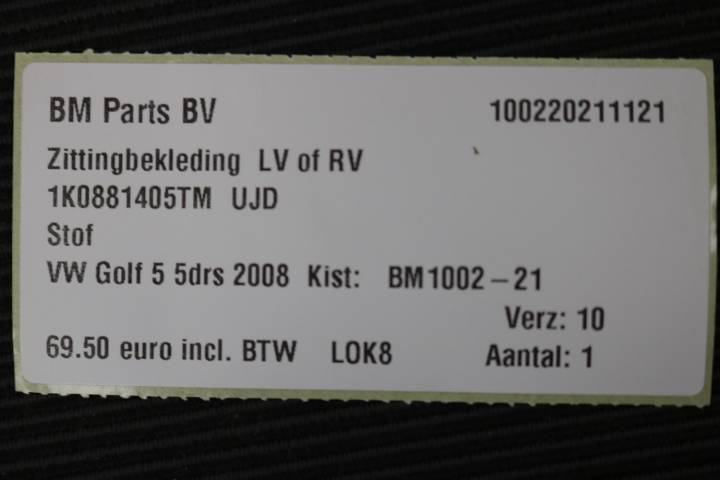 BM Parts BV 100220211121
Zittingbekleding LV of RV
1K0881405TM UJD
Stof
VW Golf 5 5drs 2008 Kist: BM1002-21
Verz: 10
69.50 euro incl. BTW LOK8 Aantal: 1